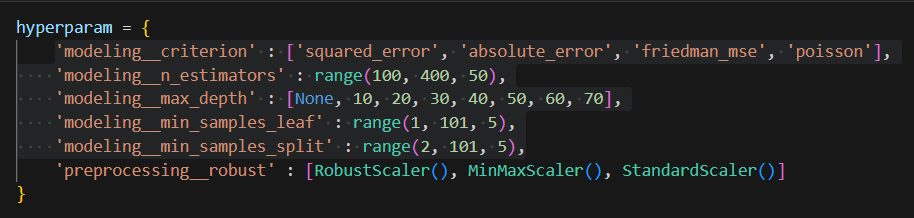 hyperparam = {
    'modeling__criterion' : ['squared_error', 'absolute_error', 'friedman_mse', 'poisson'],
    'modeling__n_estimators' : range(100, 400, 50),
    'modeling__max_depth' : [None, 10, 20, 30, 40, 50, 60, 70],
    'modeling__min_samples_leaf' : range(1, 101, 5),
    'modeling__min_samples_split' : range(2, 101, 5),
    'preprocessing__robust' : [RobustScaler(), MinMaxScaler(), StandardScaler()]
}